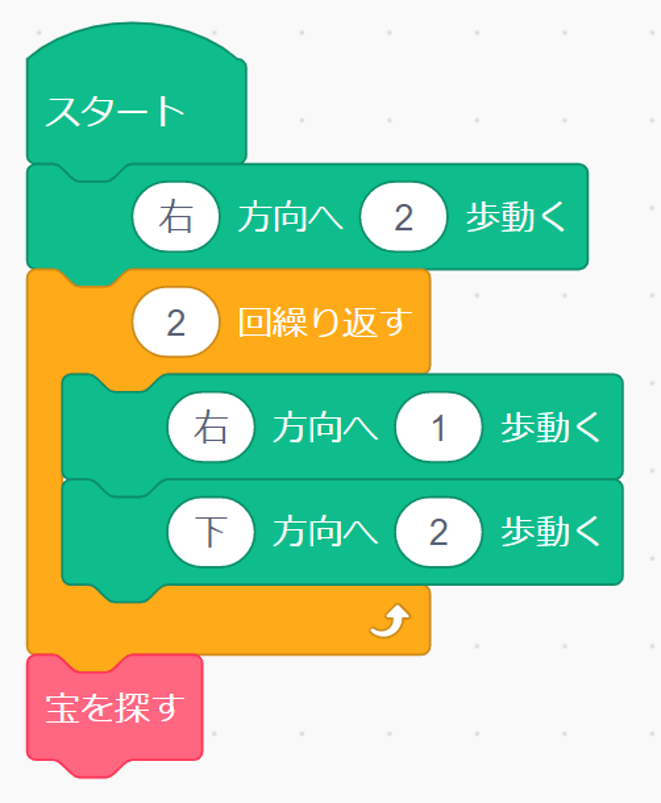 スタート
右 方向へ 2 歩動く
2 回繰り返す
右 方向へ 1 歩動く
下 方向へ 2 歩動く
宝を探す